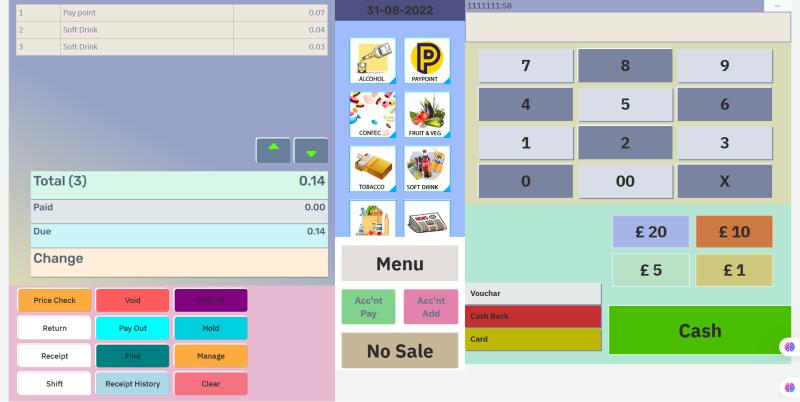 1 Pay point 0.07
2 Soft Drink 0.04
3 Soft Drink 0.03
Total (3) 0.14
Paid 0.00
Due 0.14
Change
Price Check Void
Return Pay Out Hold
Receipt Find Manage
Shift Receipt History Clear
31-08-2022
ALCOHOL PAYPOINT
CONFEC FRUIT & VEG
TOBACCO SOFT DRINK
NEWS
Menu
Acc'nt Pay
Acc'nt Add
No Sale
1111111:58
7 8 9
4 5 6
1 2 3
0 00 X
£ 20 £ 10
£ 5 £ 1
Vouchar
Cash Back
Card
Cash